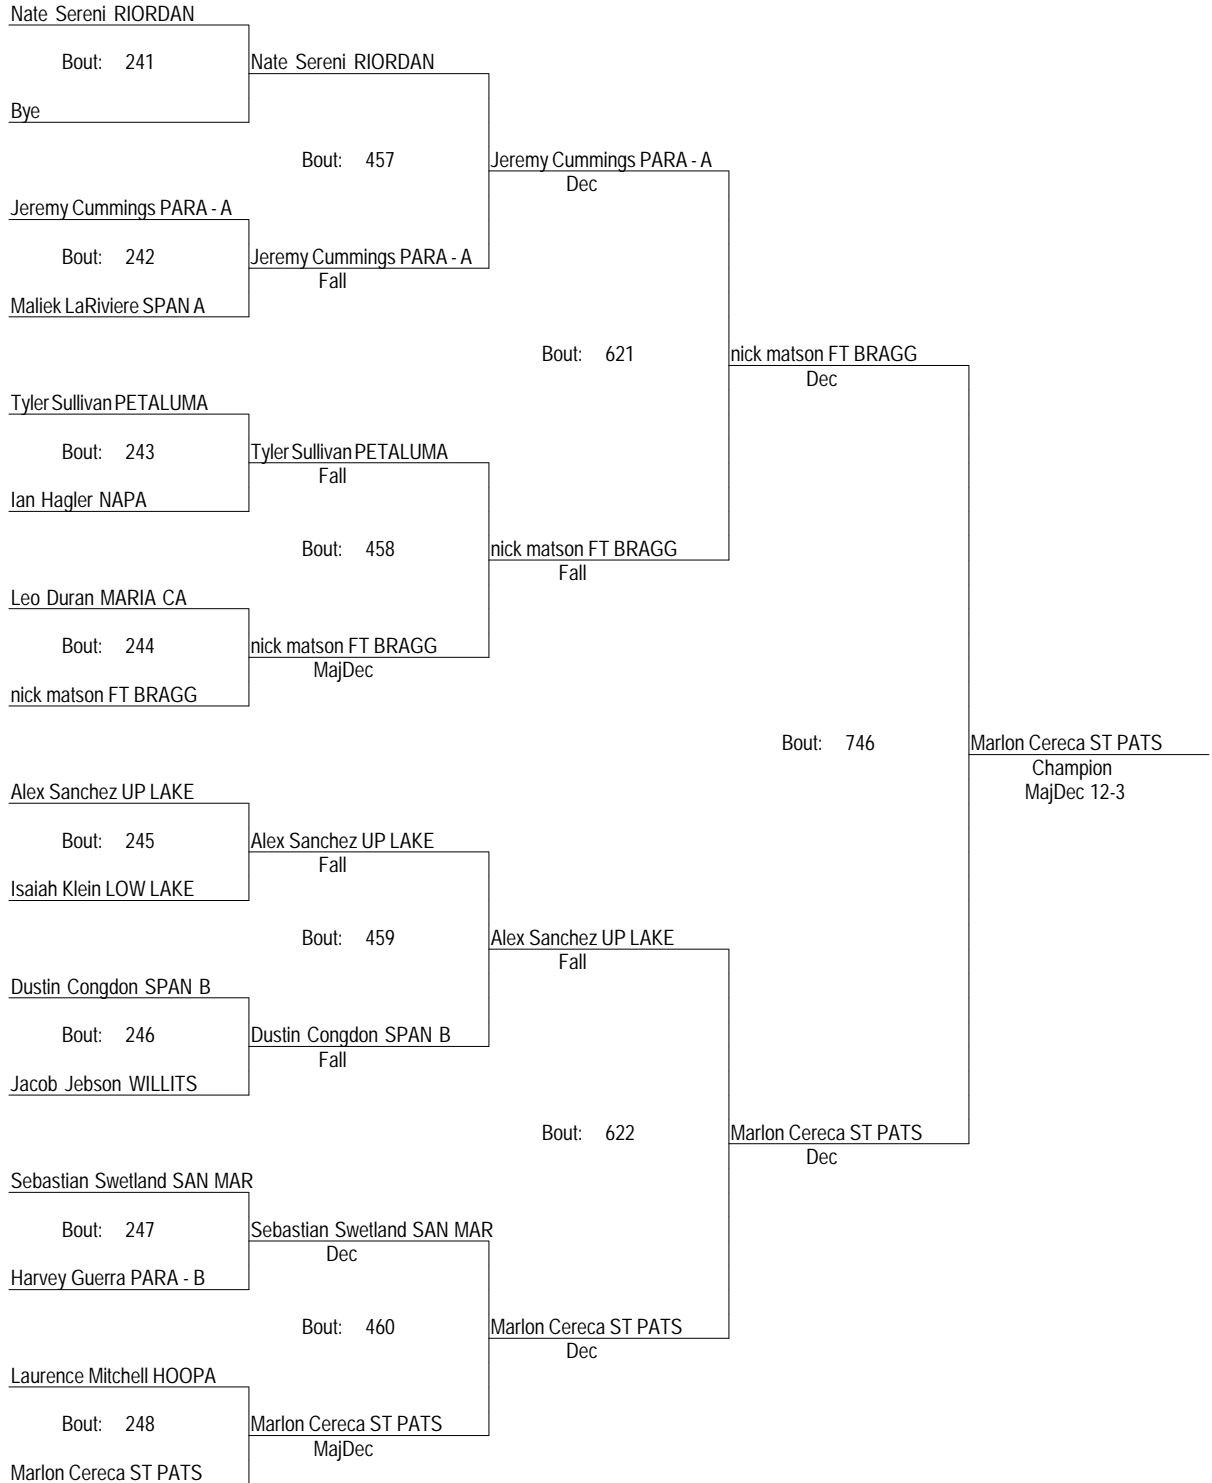 Nate Sereni RIORDAN
Bout: 241
Nate Sereni RIORDAN
Bye
Bout: 457
Jeremy Cummings PARA - A
Dec
Jeremy Cummings PARA - A
Bout: 242
Jeremy Cummings PARA - A
Fall
Maliek LaRiviere SPAN A
Bout: 621
nick matson FT BRAGG
Dec
Tyler Sullivan PETALUMA
Bout: 243
Tyler Sullivan PETALUMA
Fall
Ian Hagler NAPA
Bout: 458
nick matson FT BRAGG
Fall
Leo Duran MARIA CA
Bout: 244
nick matson FT BRAGG
MajDec
nick matson FT BRAGG
Bout: 746
Marlon Cereca ST PATS
Champion
MajDec 12-3
Alex Sanchez UP LAKE
Bout: 245
Alex Sanchez UP LAKE
Fall
Isaiah Klein LOW LAKE
Bout: 459
Alex Sanchez UP LAKE
Fall
Dustin Congdon SPAN B
Bout: 246
Dustin Congdon SPAN B
Fall
Jacob Jebson WILLITS
Bout: 622
Marlon Cereca ST PATS
Dec
Sebastian Swetland SAN MAR
Bout: 247
Sebastian Swetland SAN MAR
Dec
Harvey Guerra PARA - B
Bout: 460
Marlon Cereca ST PATS
Dec
Laurence Mitchell HOOPA
Bout: 248
Marlon Cereca ST PATS
MajDec
Marlon Cereca ST PATS